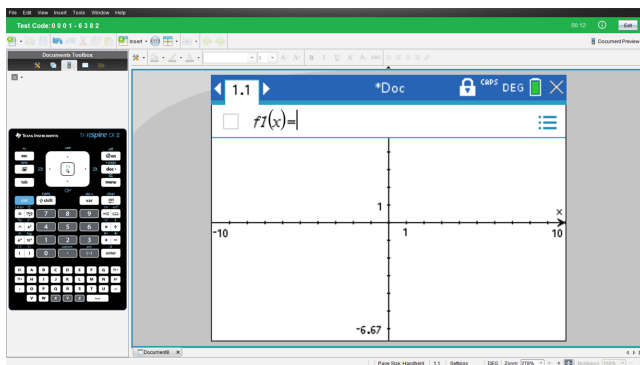 File Edit View Insert Tools Window Help
Test Code: 0 0 0 1 - 6 3 8 2
00:12
Exit
Insert
Document Preview
Documents Toolbox
B I U
1.1
*Doc
CAPS DEG
f1(x)=
1
-10
1
x
10
-6.67
TEXAS INSTRUMENTS
TI-nspire CX II
esc
on
doc
tab
menu
ctrl
shift
var
del
7 8 9
4 5 6
1 2 3
0
enter
A B C D E F G
H I J K L M N
O P Q R S T U
V W X Y Z
Page Size: Handheld 1.1 Settings DEG Zoom: 276% Brightness: 100%